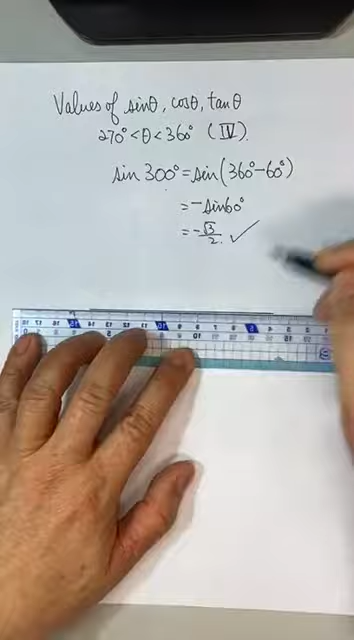 Values of sinθ, cosθ, tanθ
270° < θ < 360° (IV).
sin 300° = sin(360° - 60°)
= - sin60°
= - √3/2. ✓